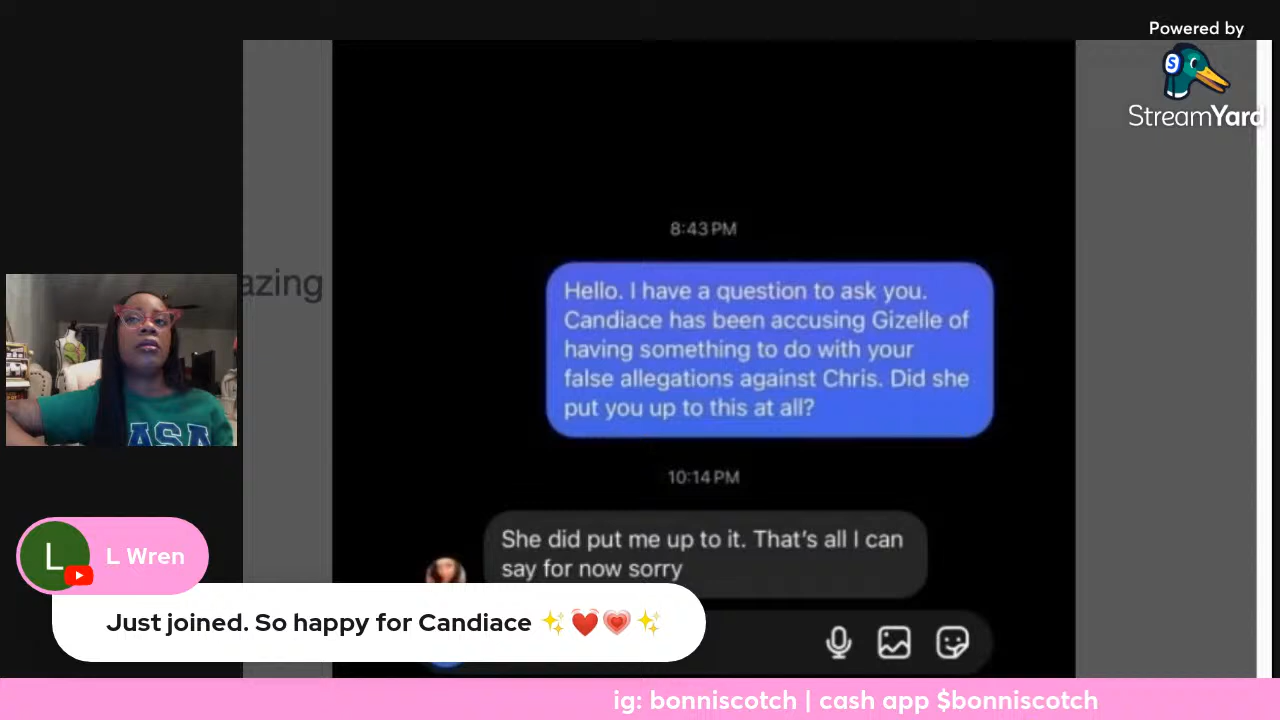 Powered by
S
StreamYard
azing
8:43 PM
Hello. I have a question to ask you.
Candiace has been accusing Gizelle of
having something to do with your
false allegations against Chris. Did she
put you up to this at all?
10:14 PM
She did put me up to it. That's all I can
say for now sorry
ASA
L
L Wren
Just joined. So happy for Candiace ✨❤️💗✨
ig: bonniscotch | cash app $bonniscotch